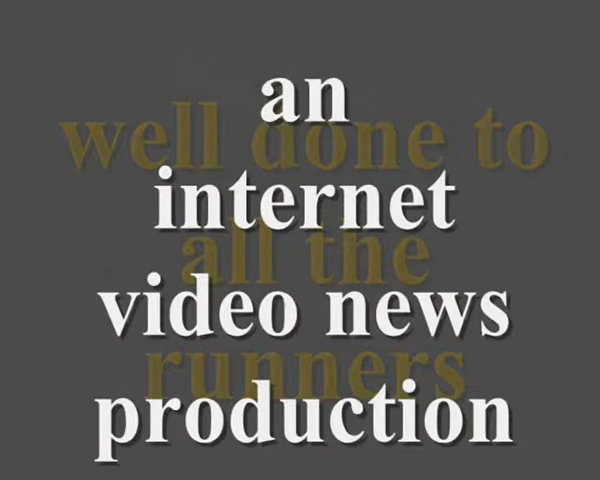 an
well done to
internet
all the
video news
runners
production